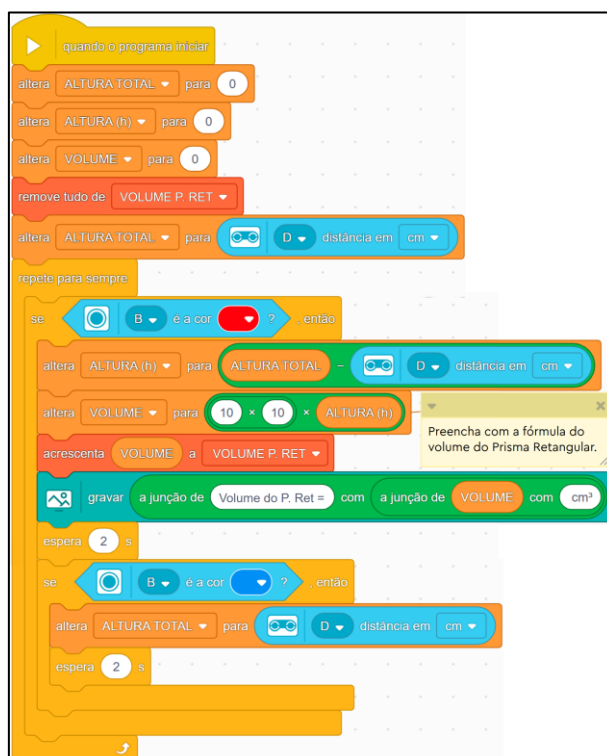 quando o programa iniciar
altera ALTURA TOTAL para 0
altera ALTURA (h) para 0
altera VOLUME para 0
remove tudo de VOLUME P. RET
altera ALTURA TOTAL para D distância em cm
repete para sempre
se B é a cor ? , então
altera ALTURA (h) para ALTURA TOTAL - D distância em cm
altera VOLUME para 10 × 10 × ALTURA (h)
Preencha com a fórmula do
volume do Prisma Retangular.
acrescenta VOLUME a VOLUME P. RET
gravar a junção de Volume do P. Ret = com a junção de VOLUME com cm³
espera 2 s
se B é a cor ? , então
altera ALTURA TOTAL para D distância em cm
espera 2 s